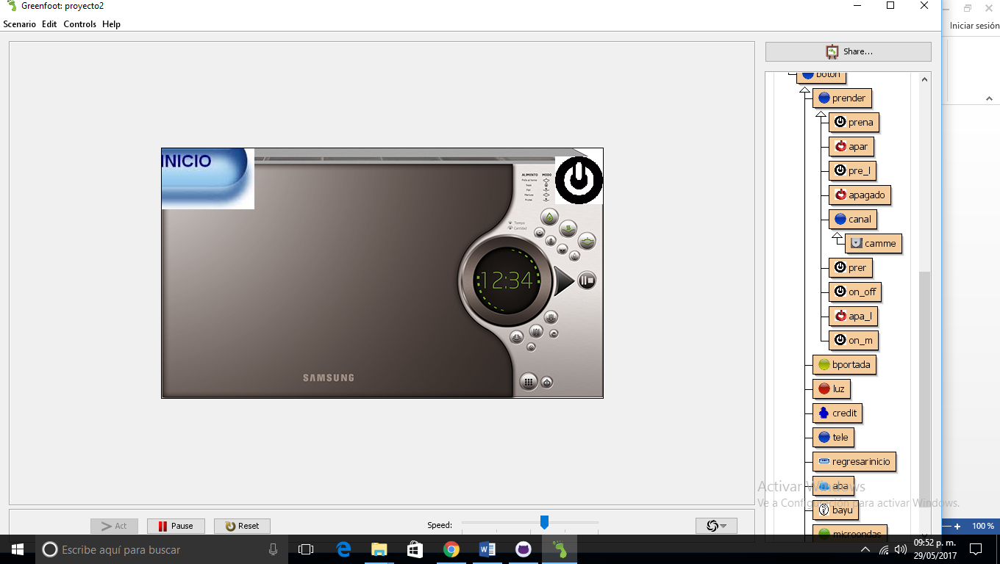 Greenfoot: proyecto2
Scenario Edit Controls Help
Iniciar sesión
Share...
boton
prender
prena
apar
pre_l
apagado
canal
camme
prer
on_off
apa_l
on_m
bportada
luz
credit
tele
regresarinicio
aba
bayu
microondas
INICIO
ALIMENTO MODO
Tiempo
Cantidad
12:34
SAMSUNG
Activar Windows
Ve a Configuración para activar Windows.
Act
Pause
Reset
Speed:
100 %
Escribe aquí para buscar
09:52 p. m.
29/05/2017